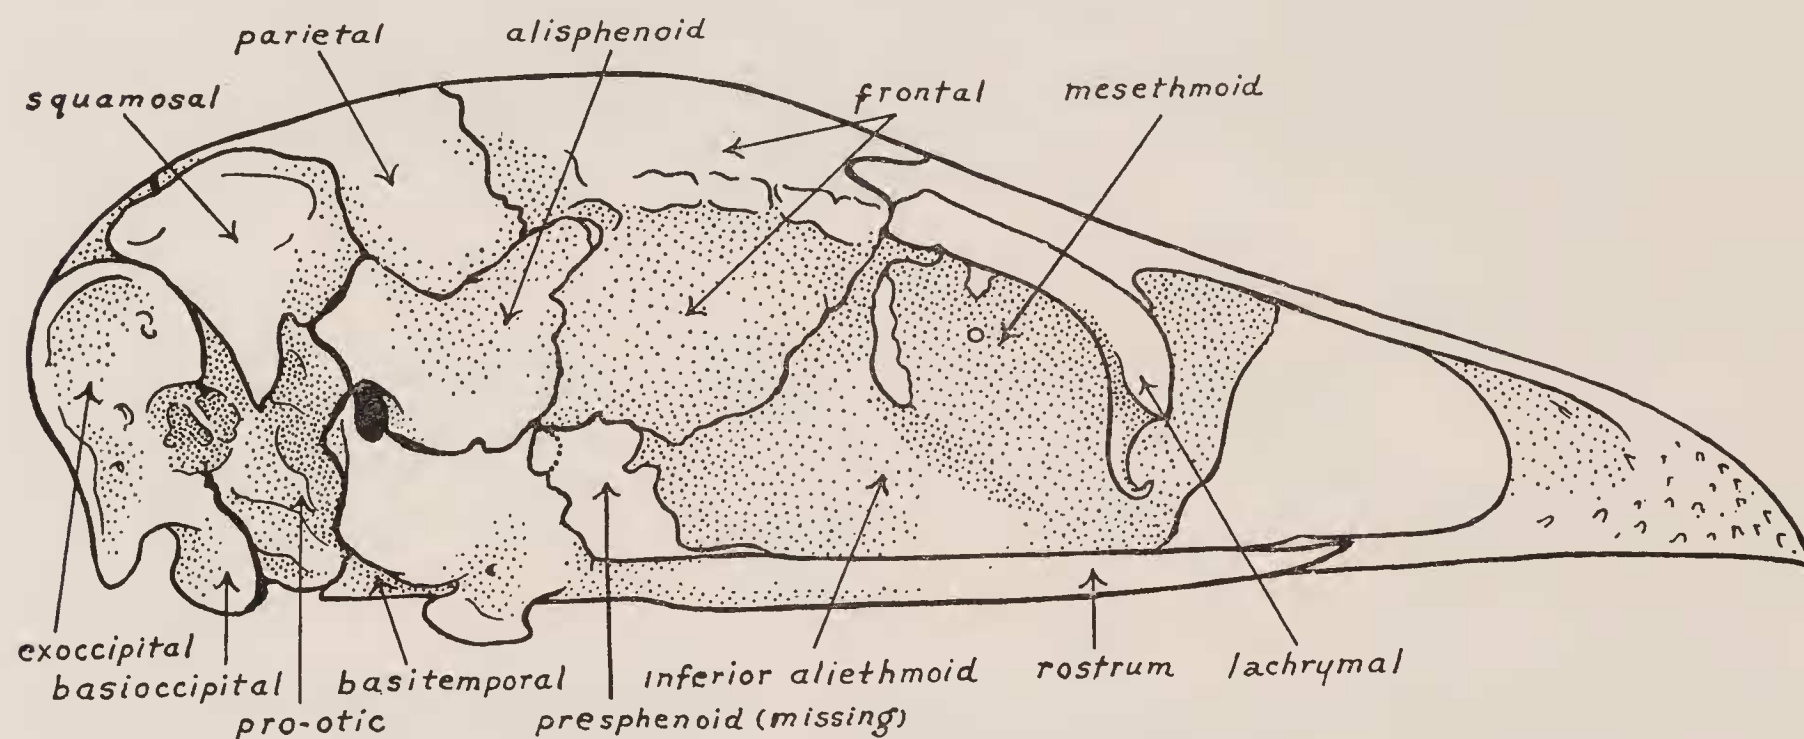 parietal
alisphenoid
squamosal
frontal
mesethmoid
exoccipital
basioccipital
pro-otic
basitemporal
presphenoid (missing)
inferior aliethmoid
rostrum
lachrymal